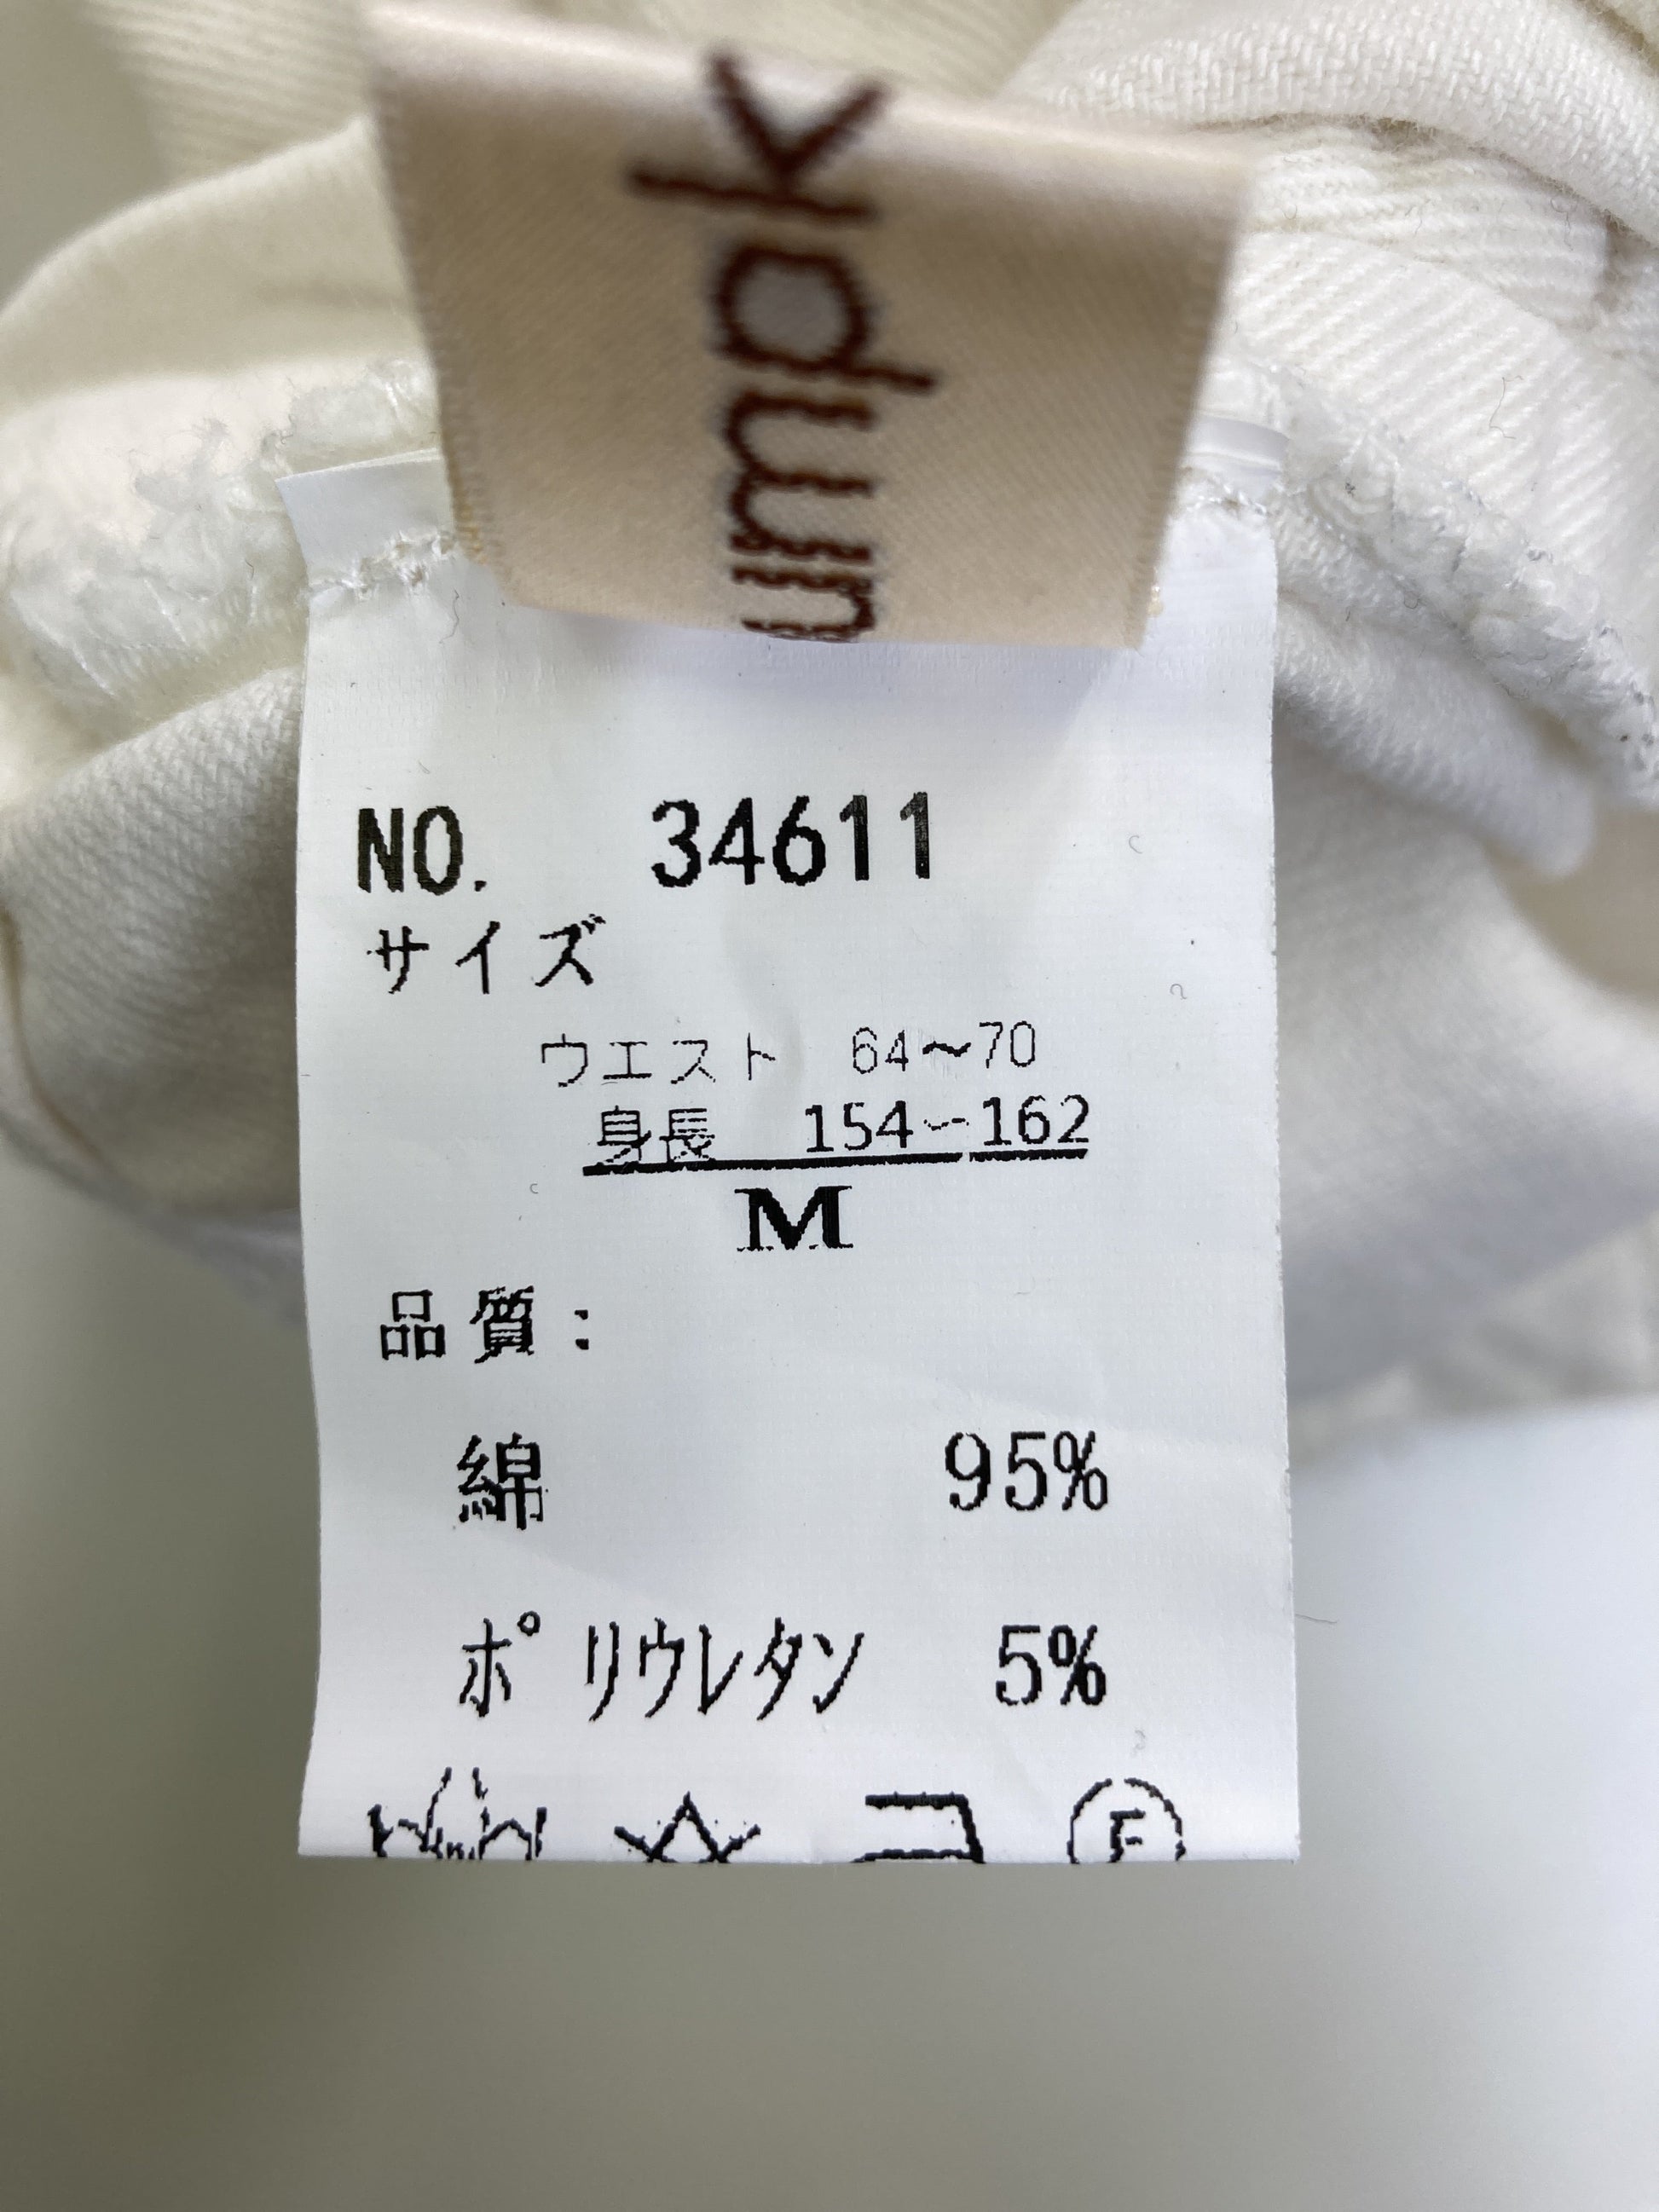 umpk
NO. 34611
サイズ
ウエスト 64〜70
身長 154〜162
M
品質:
綿 95%
ポリウレタン 5%
F